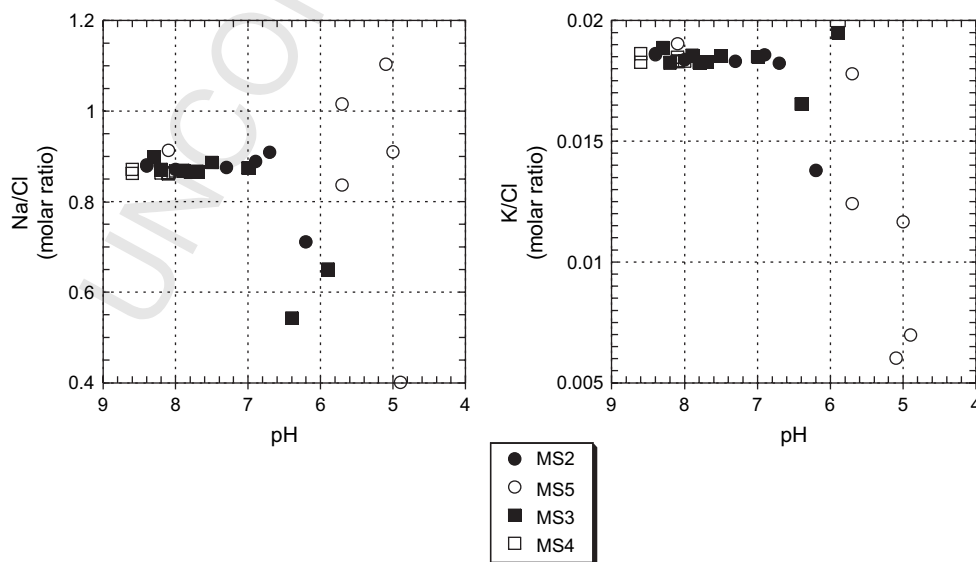 UNCO
1.2
1
0.8
0.6
0.4
Na/Cl
(molar ratio)
9 8 7 6 5 4
pH
0.02
0.015
0.01
0.005
K/Cl
(molar ratio)
9 8 7 6 5 4
pH
MS2
MS5
MS3
MS4